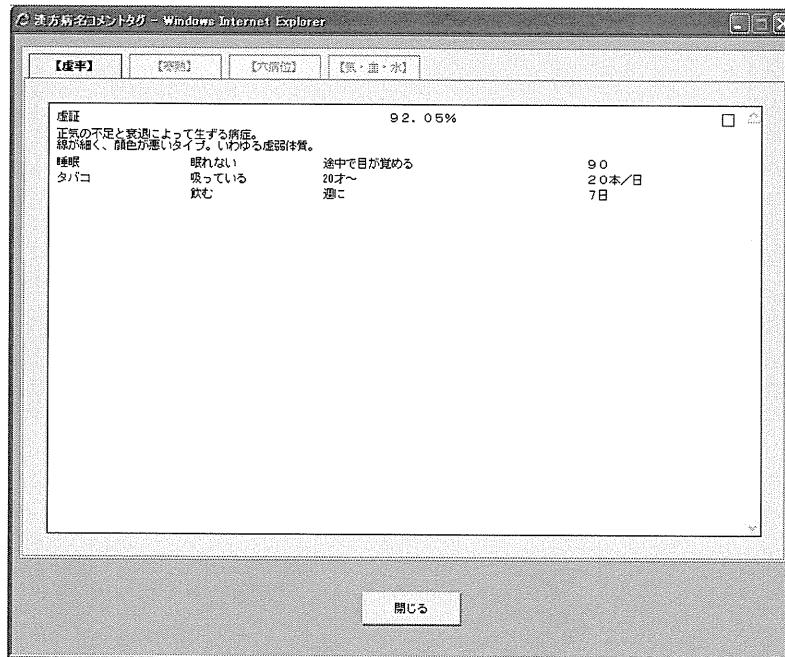 漢方病名コメントタグ - Windows Internet Explorer
【虚実】 【寒熱】 【六病位】 【気・血・水】
虚証 92.05%
正気の不足と衰退によって生ずる病症。
線が細く、顔色が悪いタイプ。いわゆる虚弱体質。
睡眠 眠れない 途中で目が覚める 90
タバコ 吸っている 20才～ 20本／日
飲む 週に 7日
閉じる